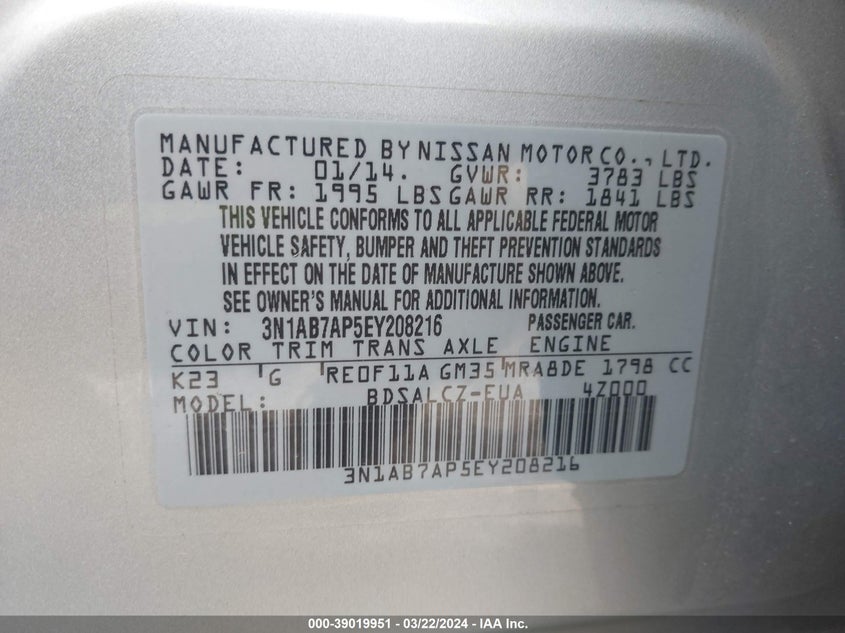 MANUFACTURED BY NISSAN MOTOR CO., LTD.
DATE: 01/14. GVWR: 3783 LBS
GAWR FR: 1995 LBS GAWR RR: 1841 LBS
THIS VEHICLE CONFORMS TO ALL APPLICABLE FEDERAL MOTOR
VEHICLE SAFETY, BUMPER AND THEFT PREVENTION STANDARDS
IN EFFECT ON THE DATE OF MANUFACTURE SHOWN ABOVE.
SEE OWNER'S MANUAL FOR ADDITIONAL INFORMATION.
VIN: 3N1AB7AP5EY208216 PASSENGER CAR.
COLOR TRIM TRANS AXLE ENGINE
K23 G RE0F11A GM35 MRA8DE 1798 CC
MODEL: BDSALCZ-EUA 4Z000
3N1AB7AP5EY208216
000-39019951 / 03/22/2024 - IAA Inc.